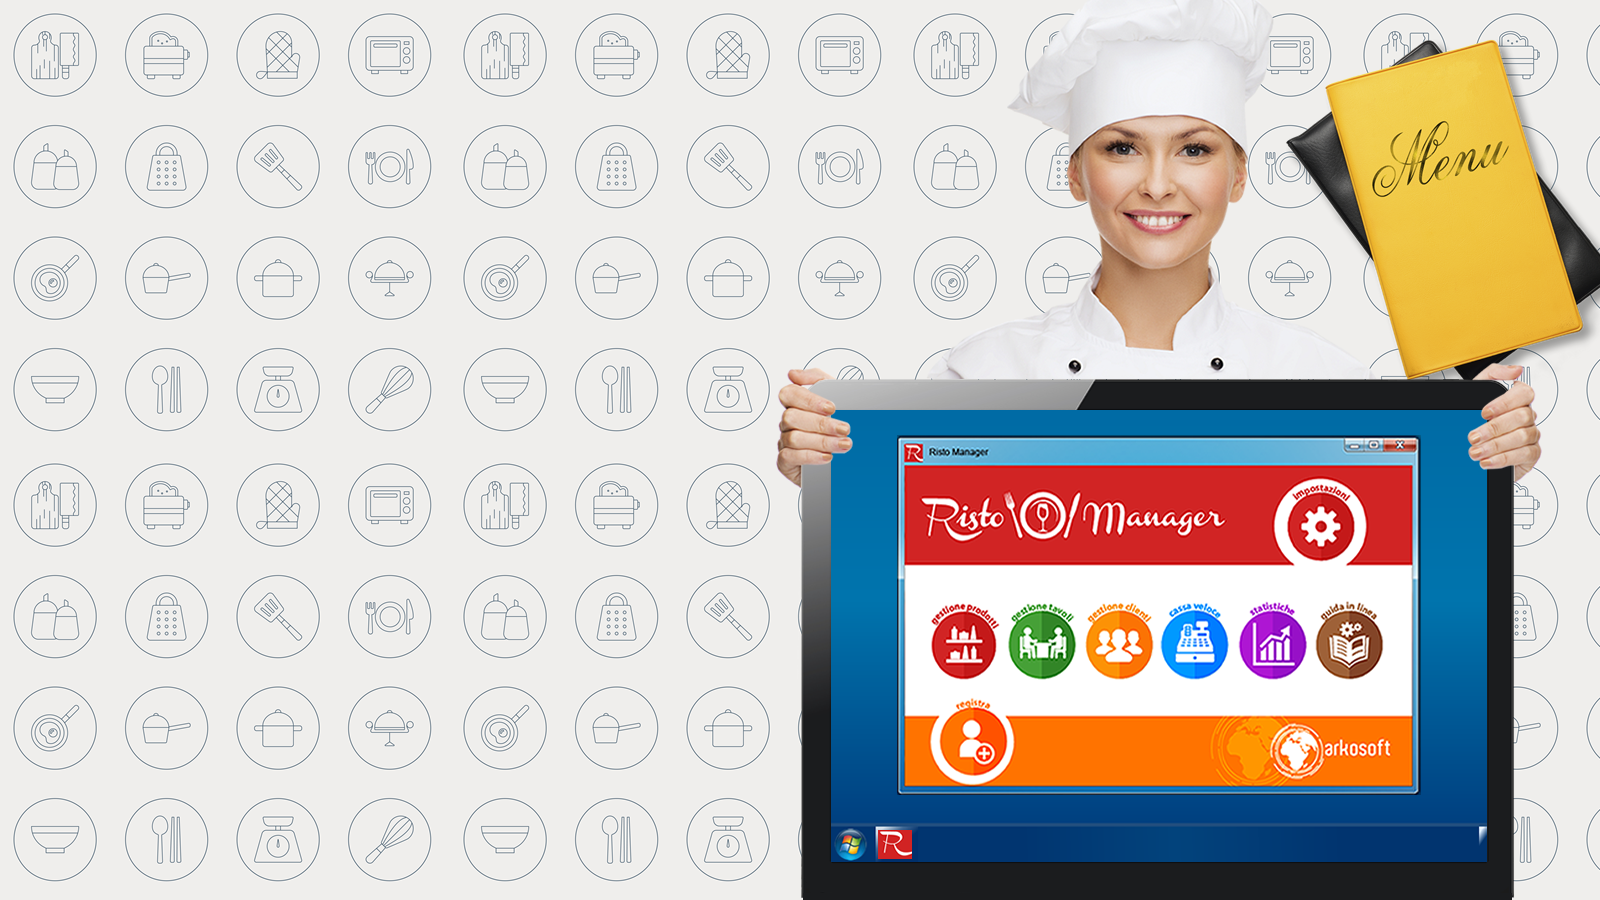 Menu
Risto Manager
Risto Manager
impostazioni
gestione prodotti
gestione tavoli
gestione clienti
cassa veloce
statistiche
guida in linea
registra
arkosoft